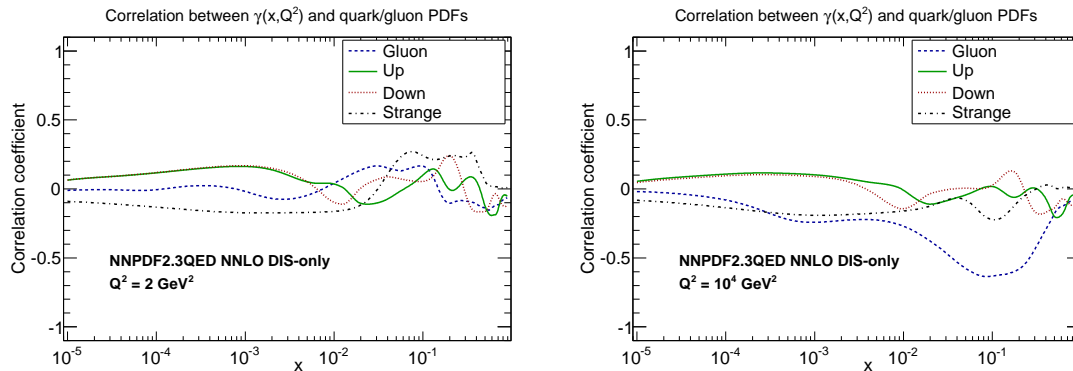 Correlation between γ(x,Q²) and quark/gluon PDFs
Correlation coefficient
1
0.5
0
-0.5
-1
Gluon
Up
Down
Strange
NNPDF2.3QED NNLO DIS-only
Q² = 2 GeV²
10⁻⁵
10⁻⁴
10⁻³
10⁻²
10⁻¹
x
Correlation between γ(x,Q²) and quark/gluon PDFs
Correlation coefficient
1
0.5
0
-0.5
-1
Gluon
Up
Down
Strange
NNPDF2.3QED NNLO DIS-only
Q² = 10⁴ GeV²
10⁻⁵
10⁻⁴
10⁻³
10⁻²
10⁻¹
x